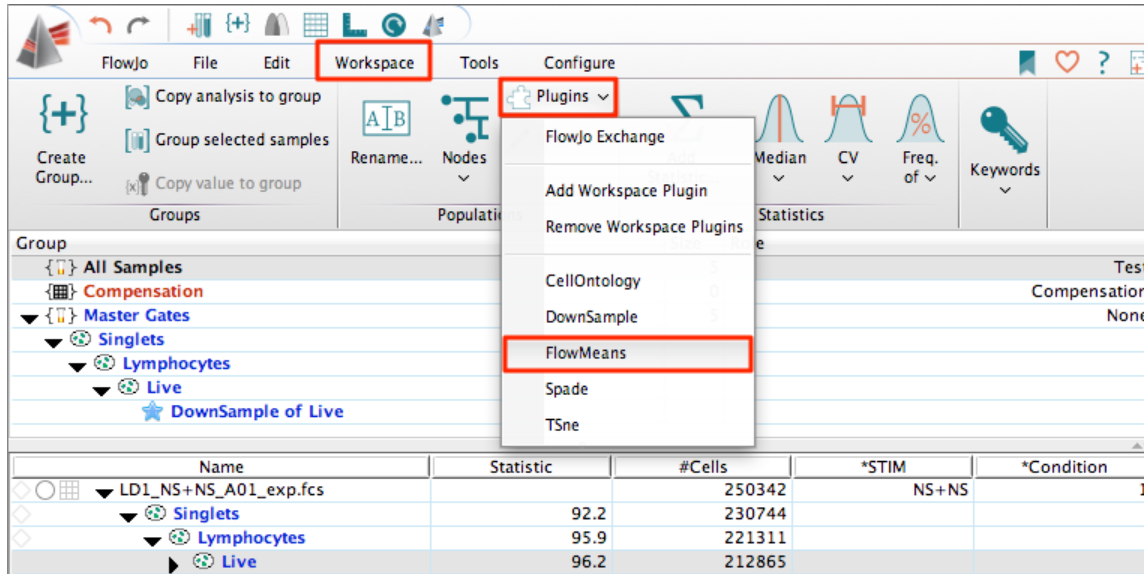 FlowJo File Edit Workspace Tools Configure
Copy analysis to group
Group selected samples
Copy value to group
Create
Group...
Groups
Rename...
Nodes
Plugins
FlowJo Exchange
Add Workspace Plugin
Remove Workspace Plugins
CellOntology
DownSample
FlowMeans
Spade
TSne
Median CV Freq.
of
Keywords
Statistics
Group
All Samples Test
Compensation Compensation
Master Gates None
Singlets
Lymphocytes
Live
DownSample of Live
Name Statistic #Cells *STIM *Condition
LD1_NS+NS_A01_exp.fcs 250342 NS+NS 1
Singlets 92.2 230744
Lymphocytes 95.9 221311
Live 96.2 212865